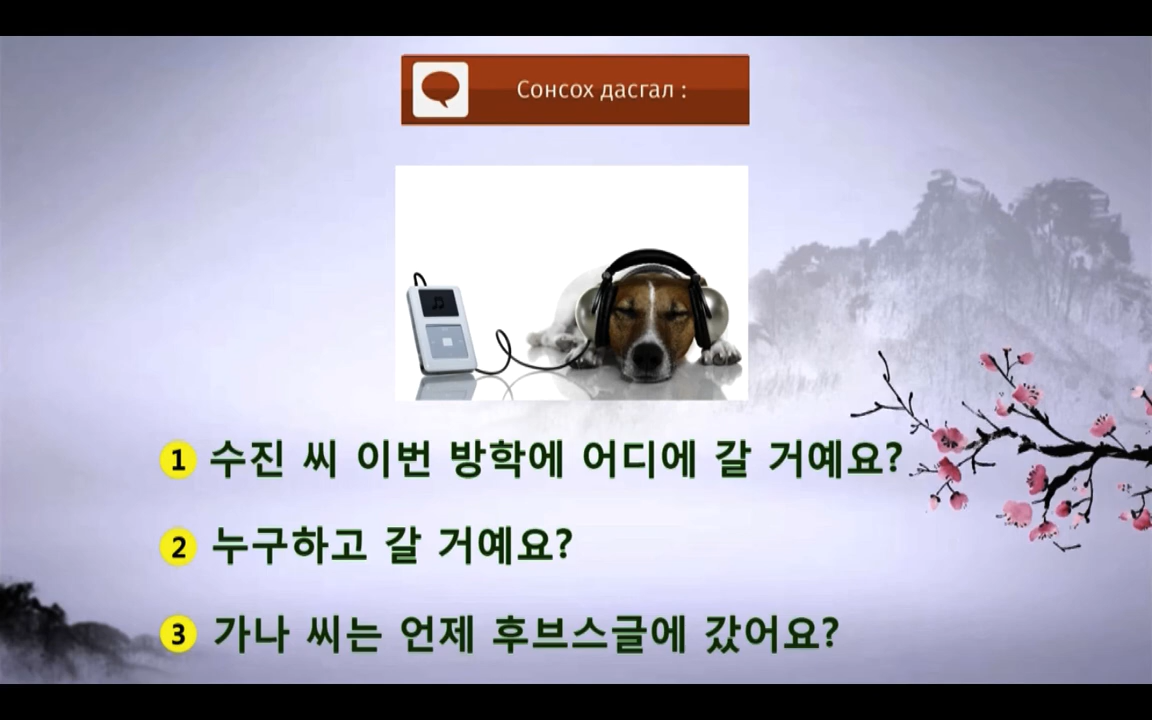 Сонсох дасгал :
1 수진 씨 이번 방학에 어디에 갈 거예요?
2 누구하고 갈 거예요?
3 가나 씨는 언제 후브스글에 갔어요?